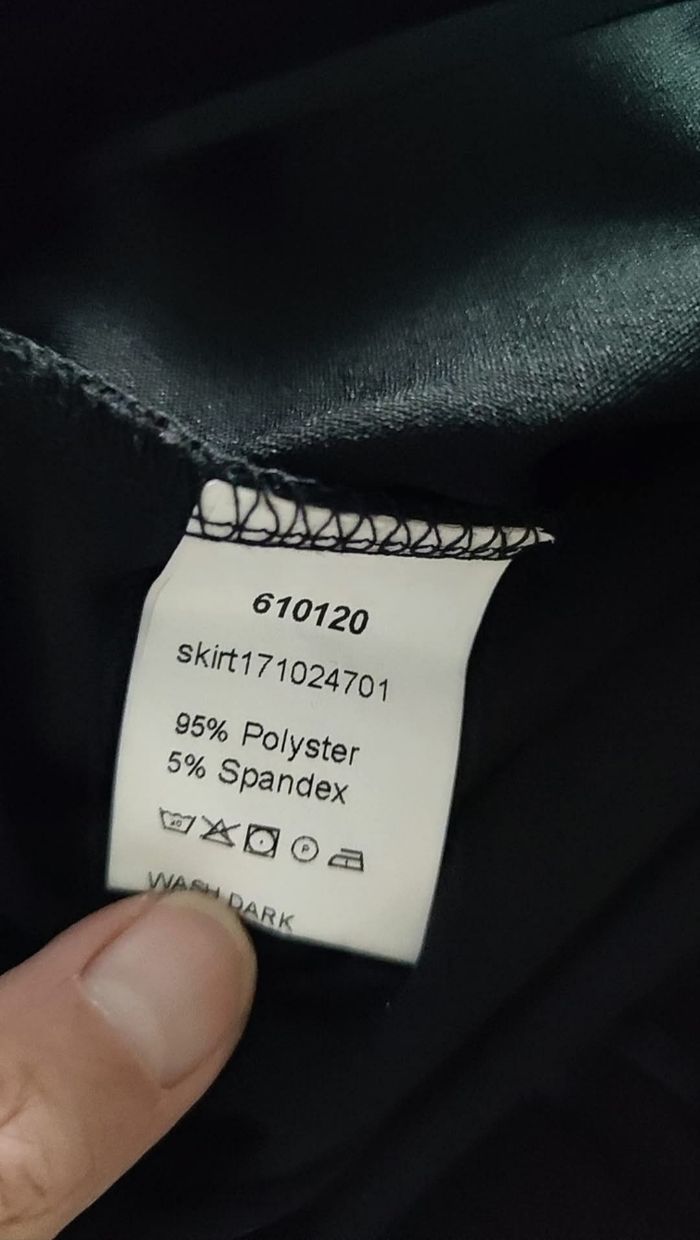 610120
skirt171024701
95% Polyster
5% Spandex
P
WASH DARK